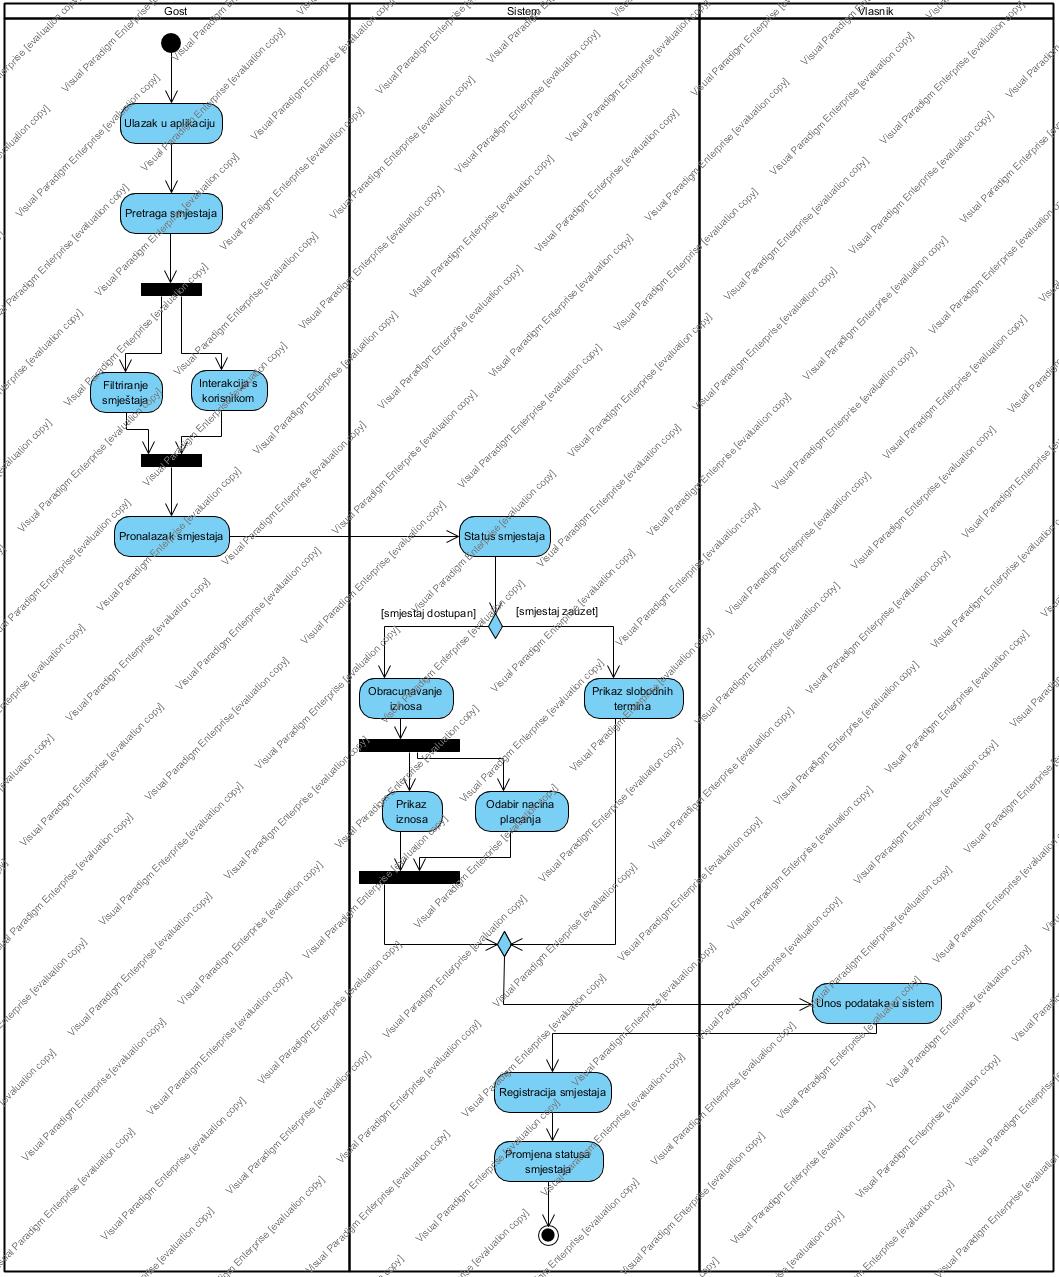 Gost
Sistem
Vlasnik
Ulazak u aplikaciju
Pretraga smjestaja
Filtriranje
smještaja
Interakcija s
korisnikom
Pronalazak smjestaja
Status smjestaja
[smjestaj dostupan]
[smjestaj zauzet]
Obracunavanje
iznosa
Prikaz slobodnih
termina
Prikaz
iznosa
Odabir nacina
placanja
Unos podataka u sistem
Registracija smjestaja
Promjena statusa
smjestaja
Visual Paradigm Enterprise [evaluation copy]